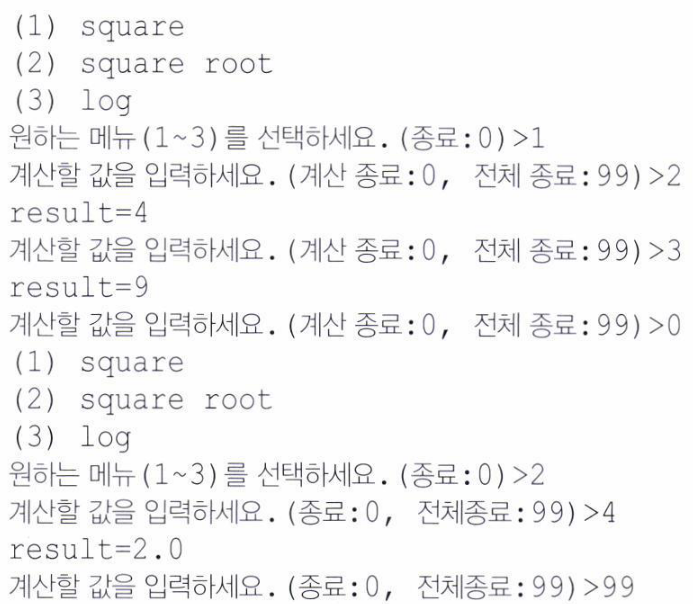 (1) square
(2) square root
(3) log
원하는 메뉴(1~3)를 선택하세요.(종료:0)>1
계산할 값을 입력하세요.(계산 종료:0, 전체 종료:99)>2
result=4
계산할 값을 입력하세요.(계산 종료:0, 전체 종료:99)>3
result=9
계산할 값을 입력하세요.(계산 종료:0, 전체 종료:99)>0
(1) square
(2) square root
(3) log
원하는 메뉴(1~3)를 선택하세요.(종료:0)>2
계산할 값을 입력하세요.(종료:0, 전체종료:99)>4
result=2.0
계산할 값을 입력하세요.(종료:0, 전체종료:99)>99